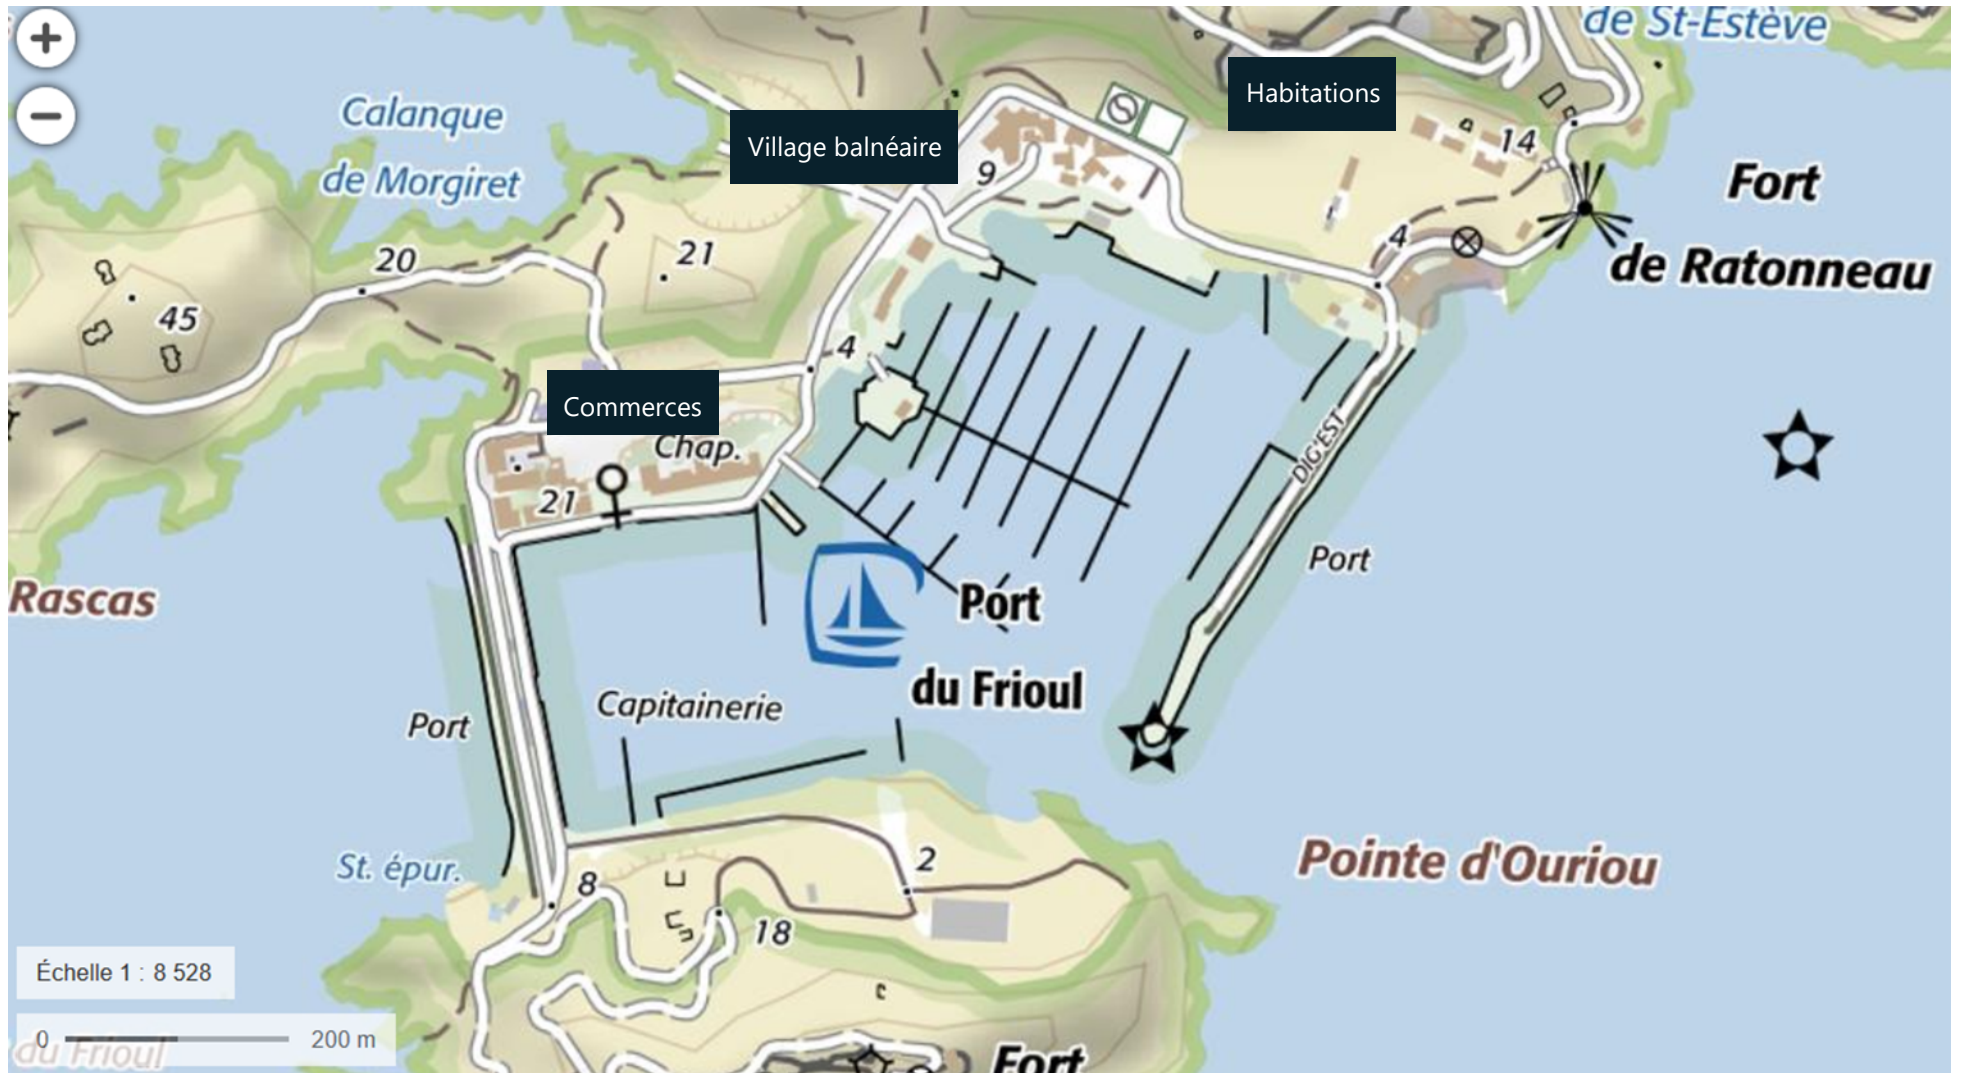 +
−
de St-Estève
Habitations
Calanque
de Morgiret
Village balnéaire
14
9
Fort
de Ratonneau
20
21
45
4
4
Commerces
Chap.
21
DIG'EST
Rascas
Port
Port
du Frioul
Port
Capitainerie
Pointe d'Ouriou
St. épur.
8
2
18
Échelle 1 : 8 528
0 200 m
du Frioul
Fort